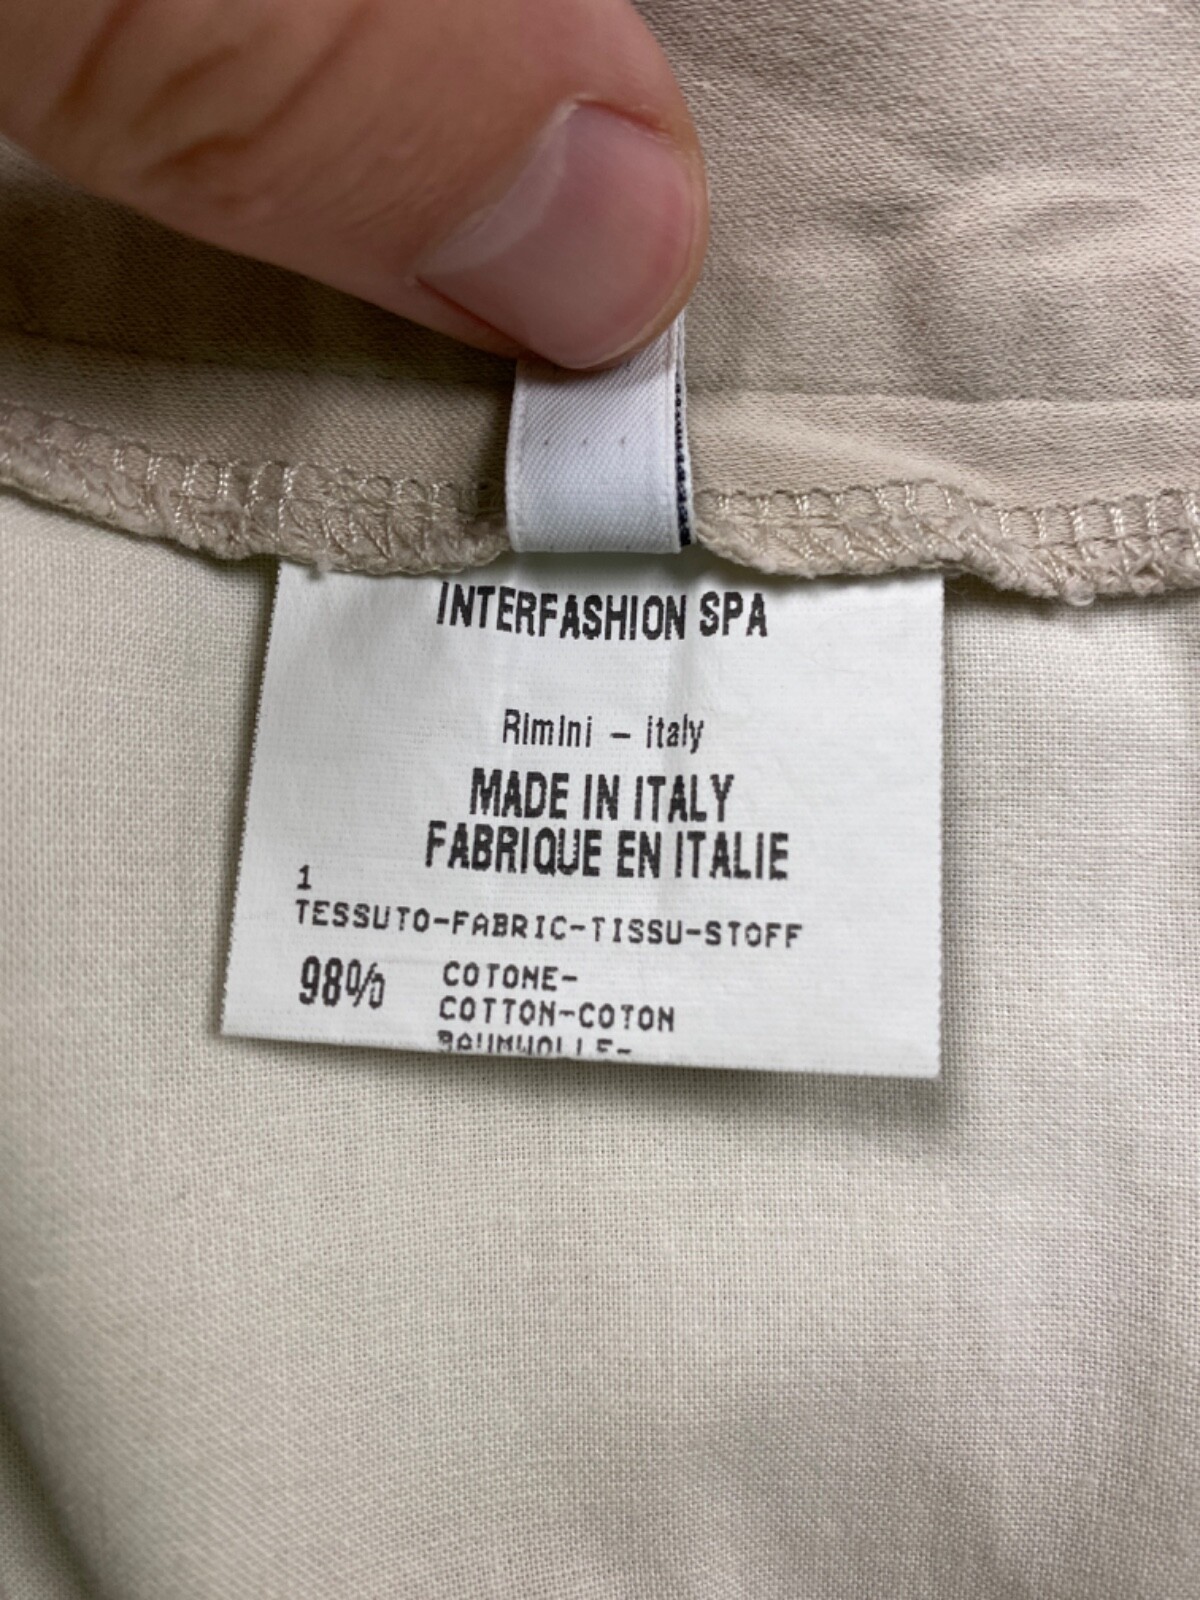 INTERFASHION SPA
Rimini - italy
MADE IN ITALY
FABRIQUE EN ITALIE
1
TESSUTO-FABRIC-TISSU-STOFF
98% COTONE-
COTTON-COTON
BAUMWOLLE-